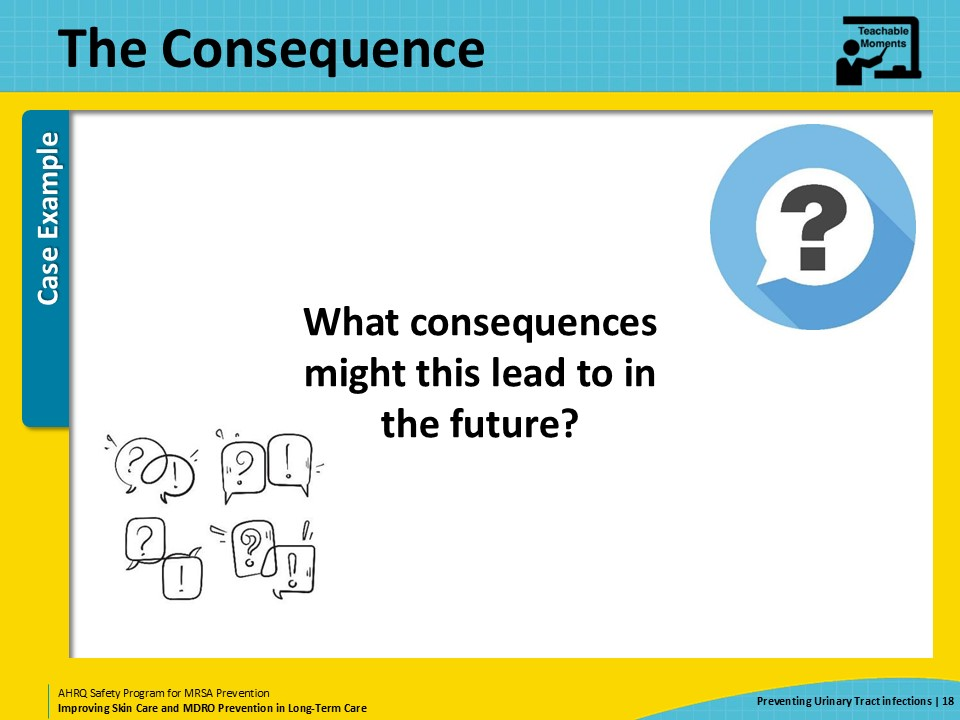 The Consequence
Teachable
Moments
Case Example
?
What consequences
might this lead to in
the future?
? !
? !
? !
? !
AHRQ Safety Program for MRSA Prevention
Improving Skin Care and MDRO Prevention in Long-Term Care
Preventing Urinary Tract infections | 18